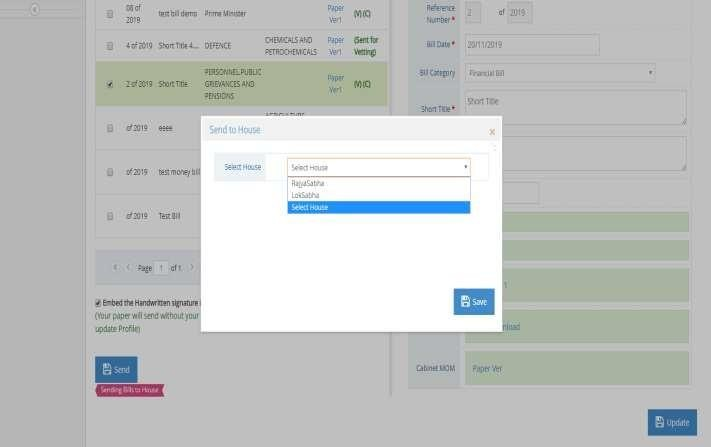 08 of
2019
test bill demo
Prime Minister
Paper
Ver1
(V) (C)
4 of 2019
Short Title 4....
DEFENCE
CHEMICALS AND
PETROCHEMICALS
Paper
Ver1
(Sent for
Vetting)
2 of 2019
Short Title
PERSONNEL,PUBLIC
GRIEVANCES AND
PENSIONS
Paper
Ver1
(V) (C)
of 2019
eeee
of 2019
test money bill
of 2019
Test Bill
Page 1 of 1
Embed the Handwritten signature
(Your paper will send without your
update Profile)
Send
Sending Bills to House
Send to House
x
Select House
Select House
RajyaSabha
LokSabha
Select House
Save
Reference
Number *
2 of 2019
Bill Date *
20/11/2019
Bill Category
Financial Bill
Short Title *
Short Title
1
nload
Cabinet MOM
Paper Ver
Update